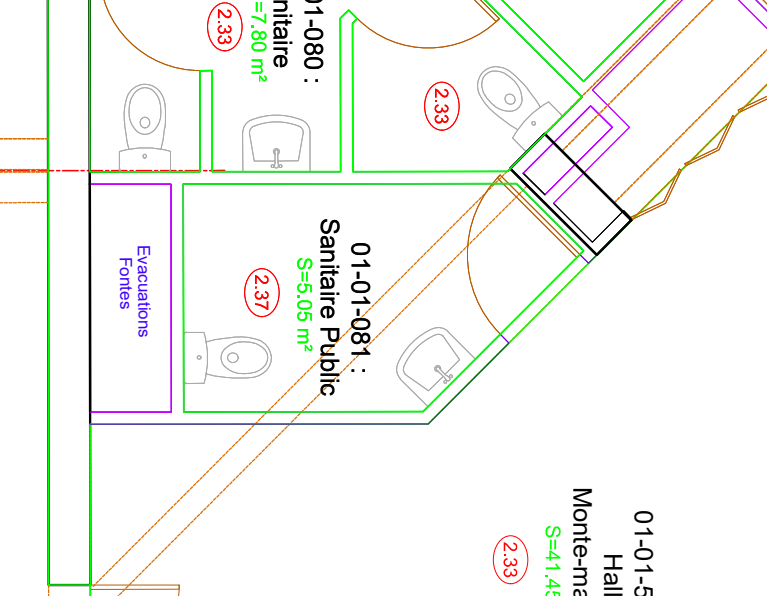 01-080 :
nitaire
=7.80 m²
2.33
2.33
01-01-081 :
Sanitaire Public
S=5.05 m²
2.37
Evacuations
Fontes
01-01-5
Hall
Monte-ma
S=41.45
2.33